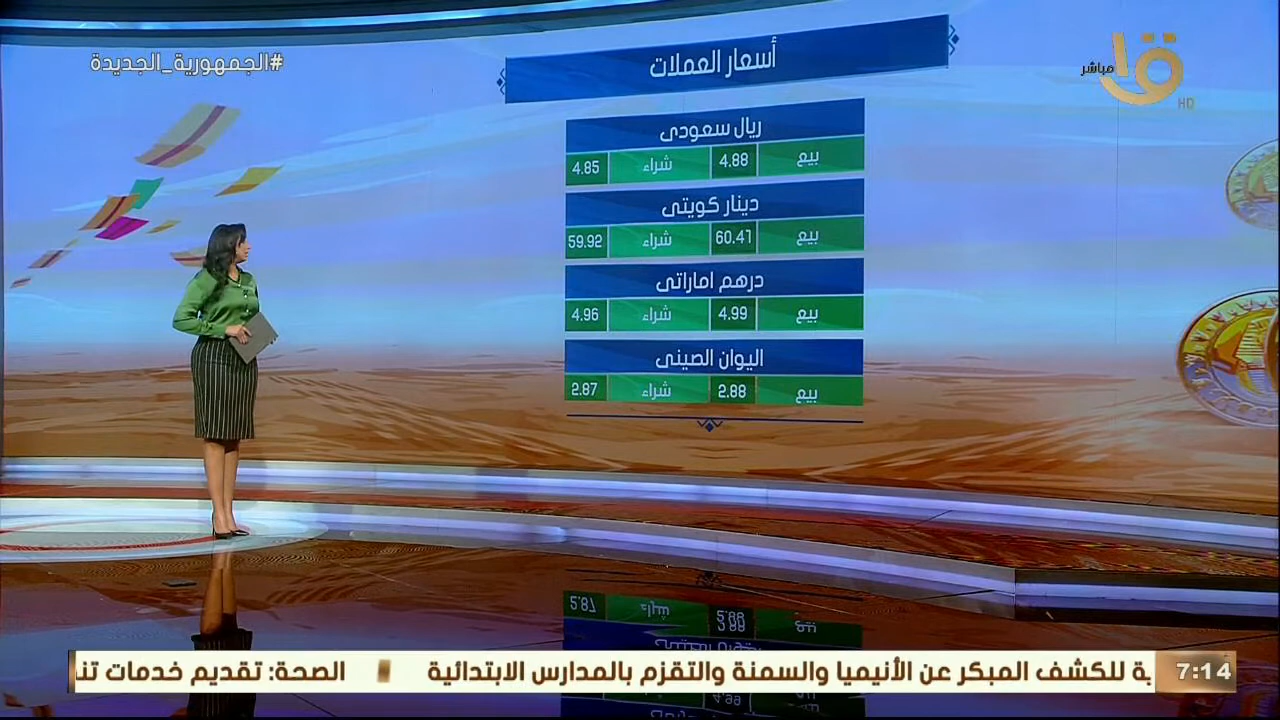 #الجمهورية_الجديدة
مباشر
HD
أسعار العملات
ريال سعودى
بيع 4.88 شراء 4.85
دينار كويتى
بيع 60.41 شراء 59.92
درهم اماراتى
بيع 4.99 شراء 4.96
اليوان الصينى
بيع 2.88 شراء 2.87
7:14
ية للكشف المبكر عن الأنيميا والسمنة والتقزم بالمدارس الابتدائية الصحة: تقديم خدمات